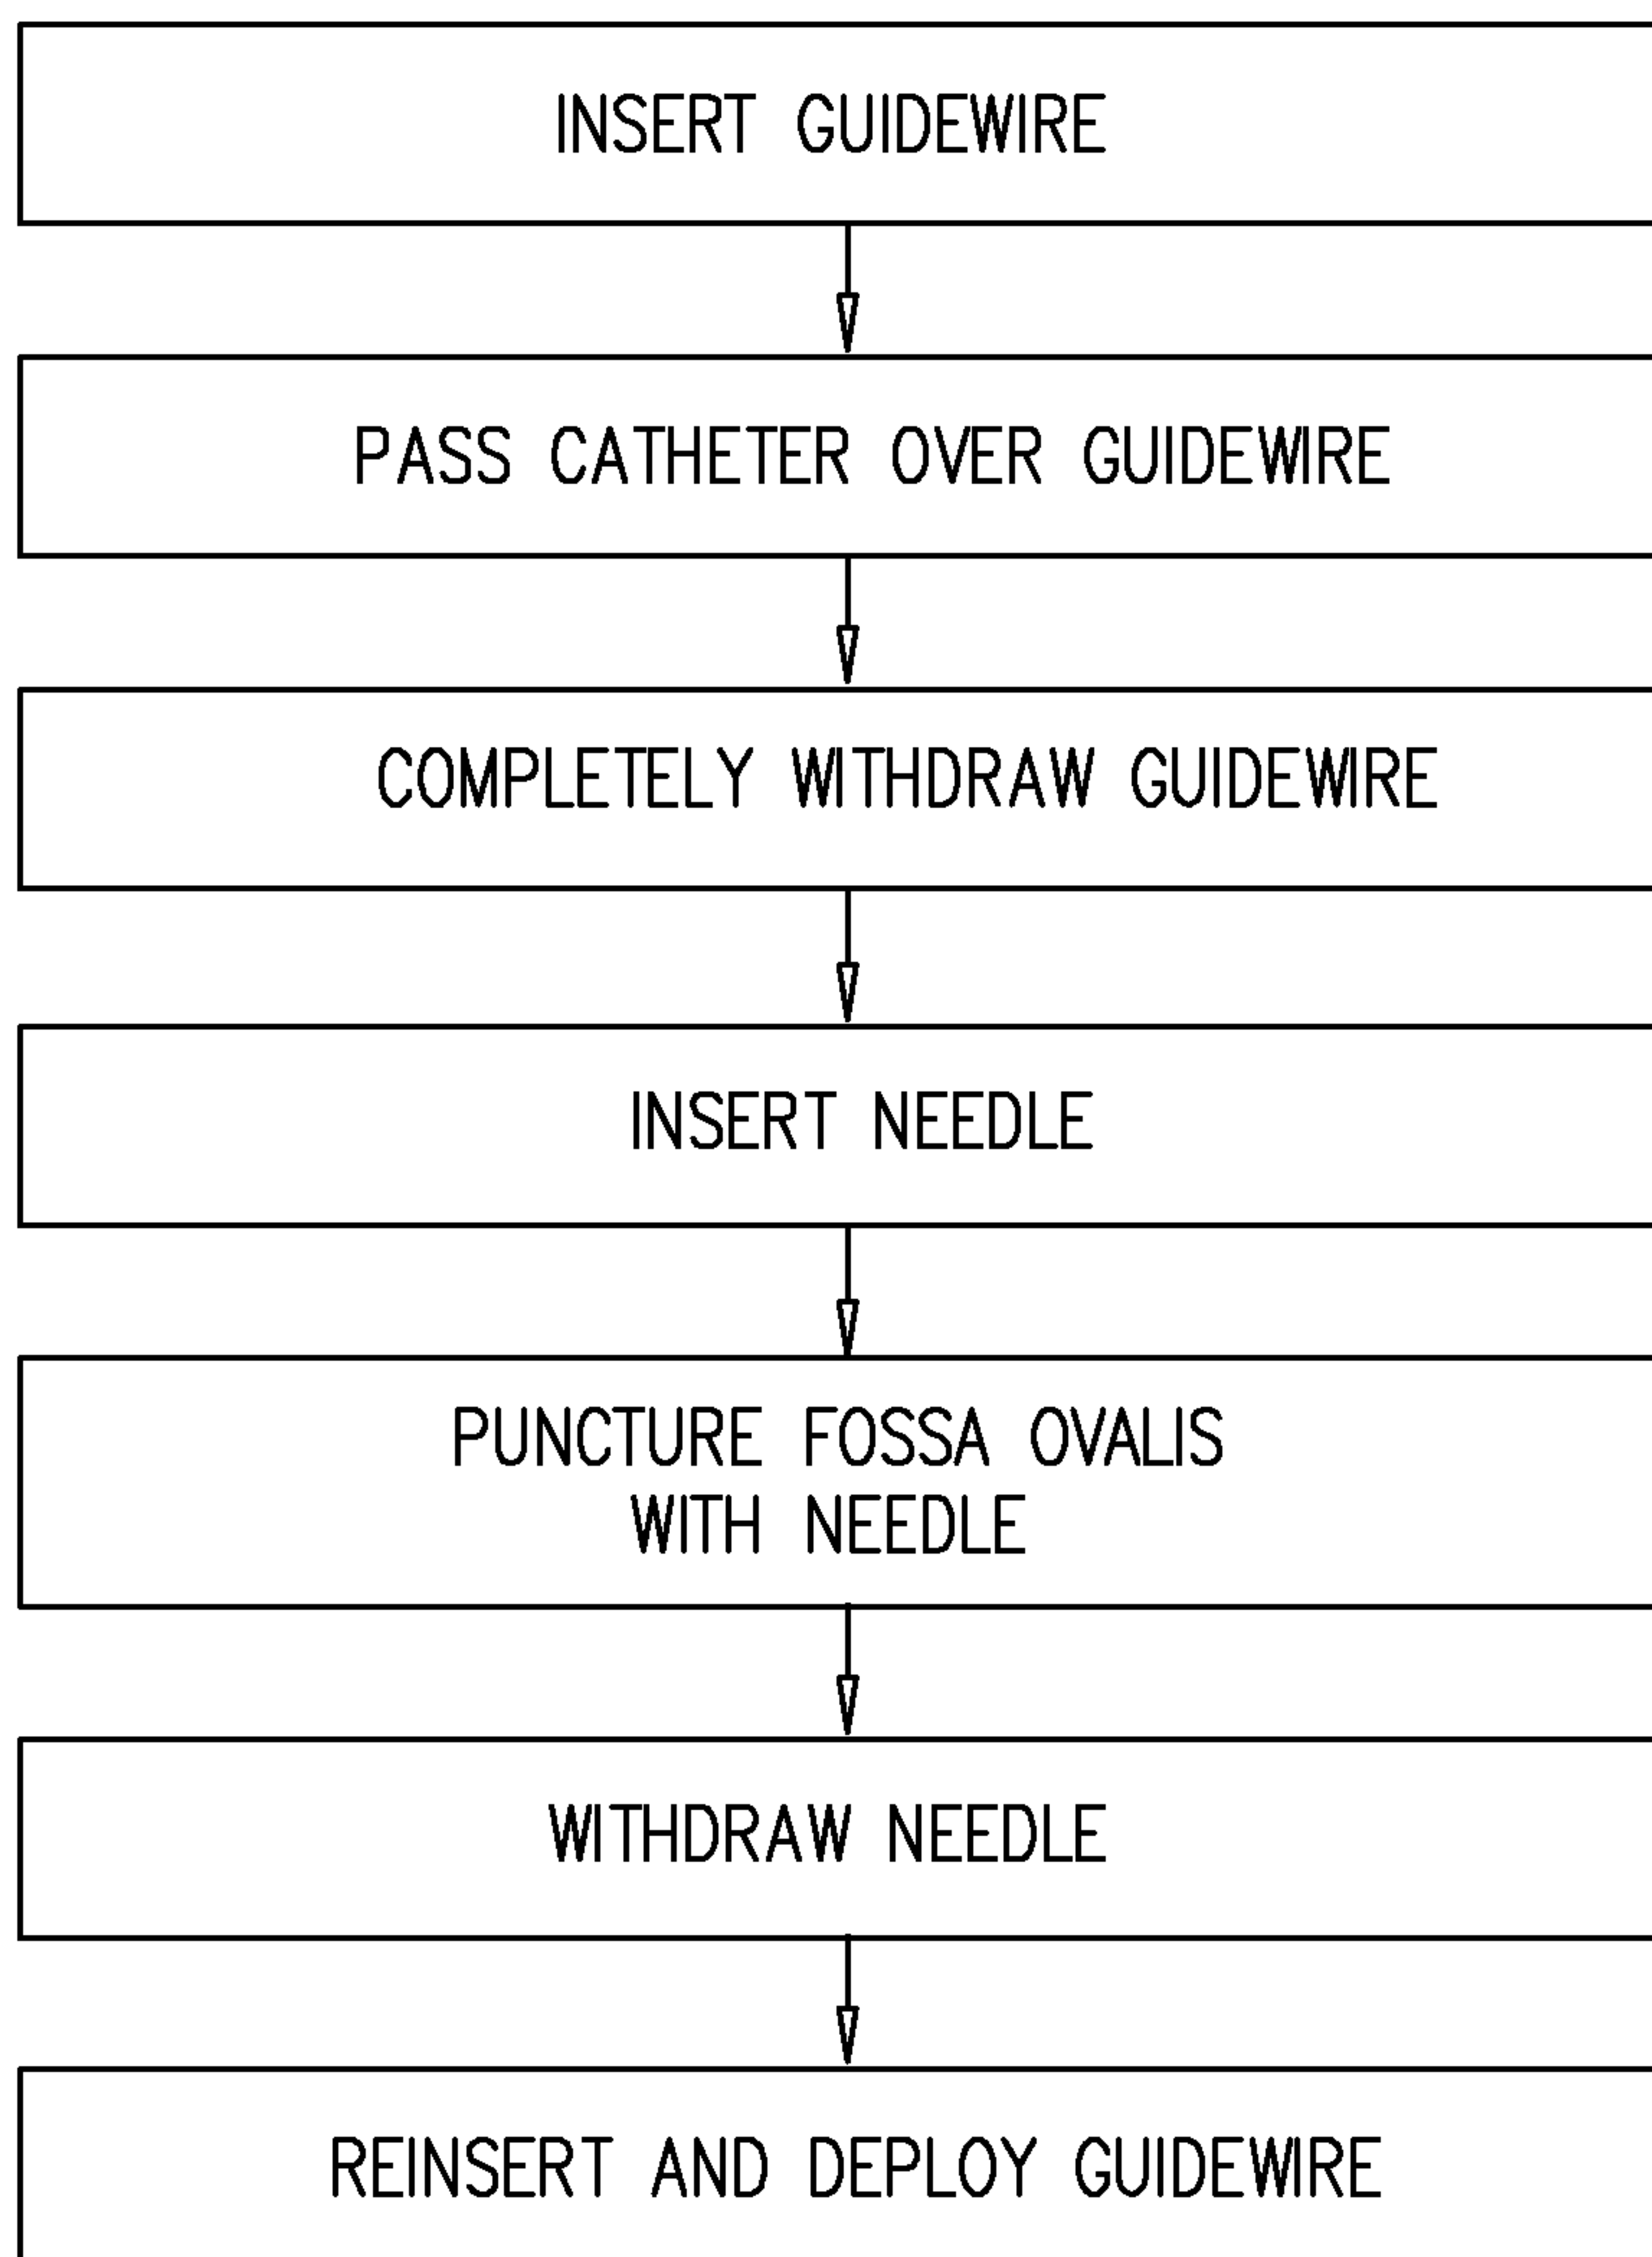 INSERT GUIDEWIRE
PASS CATHETER OVER GUIDEWIRE
COMPLETELY WITHDRAW GUIDEWIRE
INSERT NEEDLE
PUNCTURE FOSSA OVALIS
WITH NEEDLE
WITHDRAW NEEDLE
REINSERT AND DEPLOY GUIDEWIRE